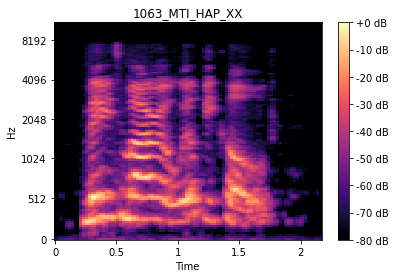 1063_MTI_HAP_XX
+0 dB
8192
-10 dB
4096
-20 dB
-30 dB
2048
Hz
-40 dB
1024
-50 dB
512
-60 dB
-70 dB
0
-80 dB
0 0.5 1 1.5 2
Time